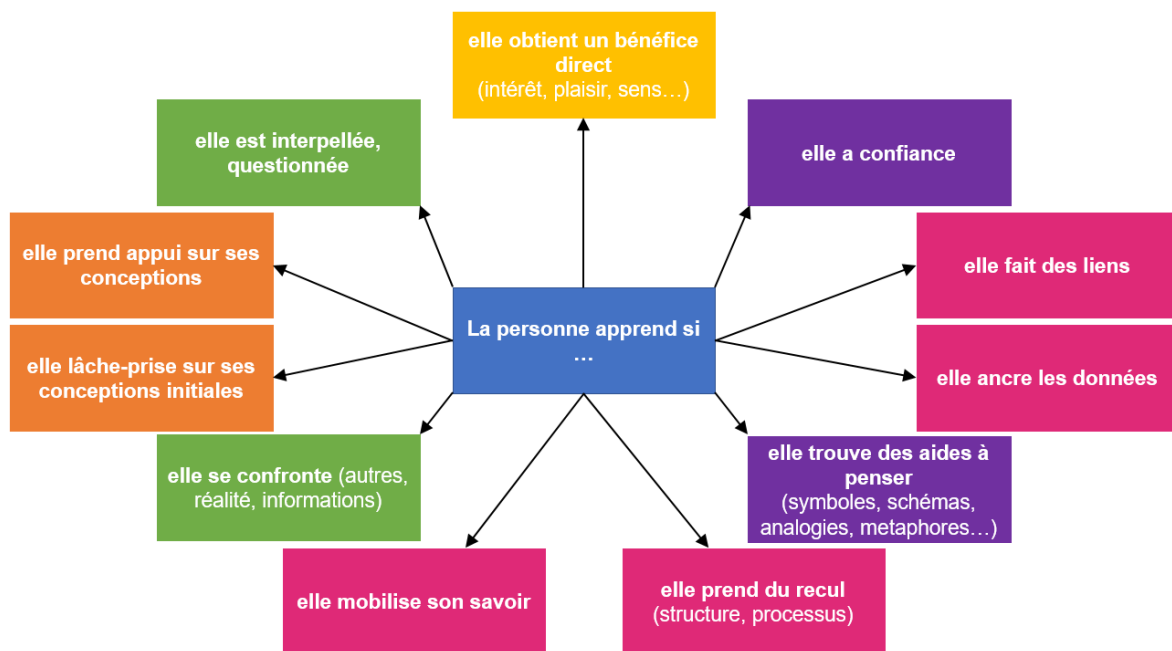 elle obtient un bénéfice
direct
(intérêt, plaisir, sens…)
elle est interpellée,
questionnée
elle a confiance
elle prend appui sur ses
conceptions
elle fait des liens
La personne apprend si
…
elle lâche-prise sur ses
conceptions initiales
elle ancre les données
elle se confronte (autres,
réalité, informations)
elle trouve des aides à
penser
(symboles, schémas,
analogies, metaphores…)
elle mobilise son savoir
elle prend du recul
(structure, processus)